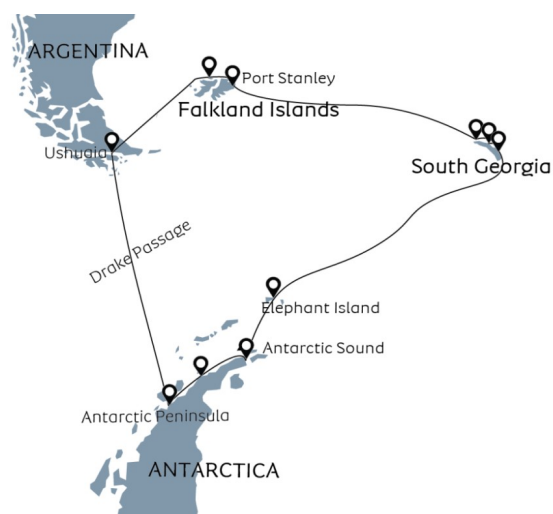 ARGENTINA
Port Stanley
Falkland Islands
Ushuaia
South Georgia
Drake Passage
Elephant Island
Antarctic Sound
Antarctic Peninsula
ANTARCTICA